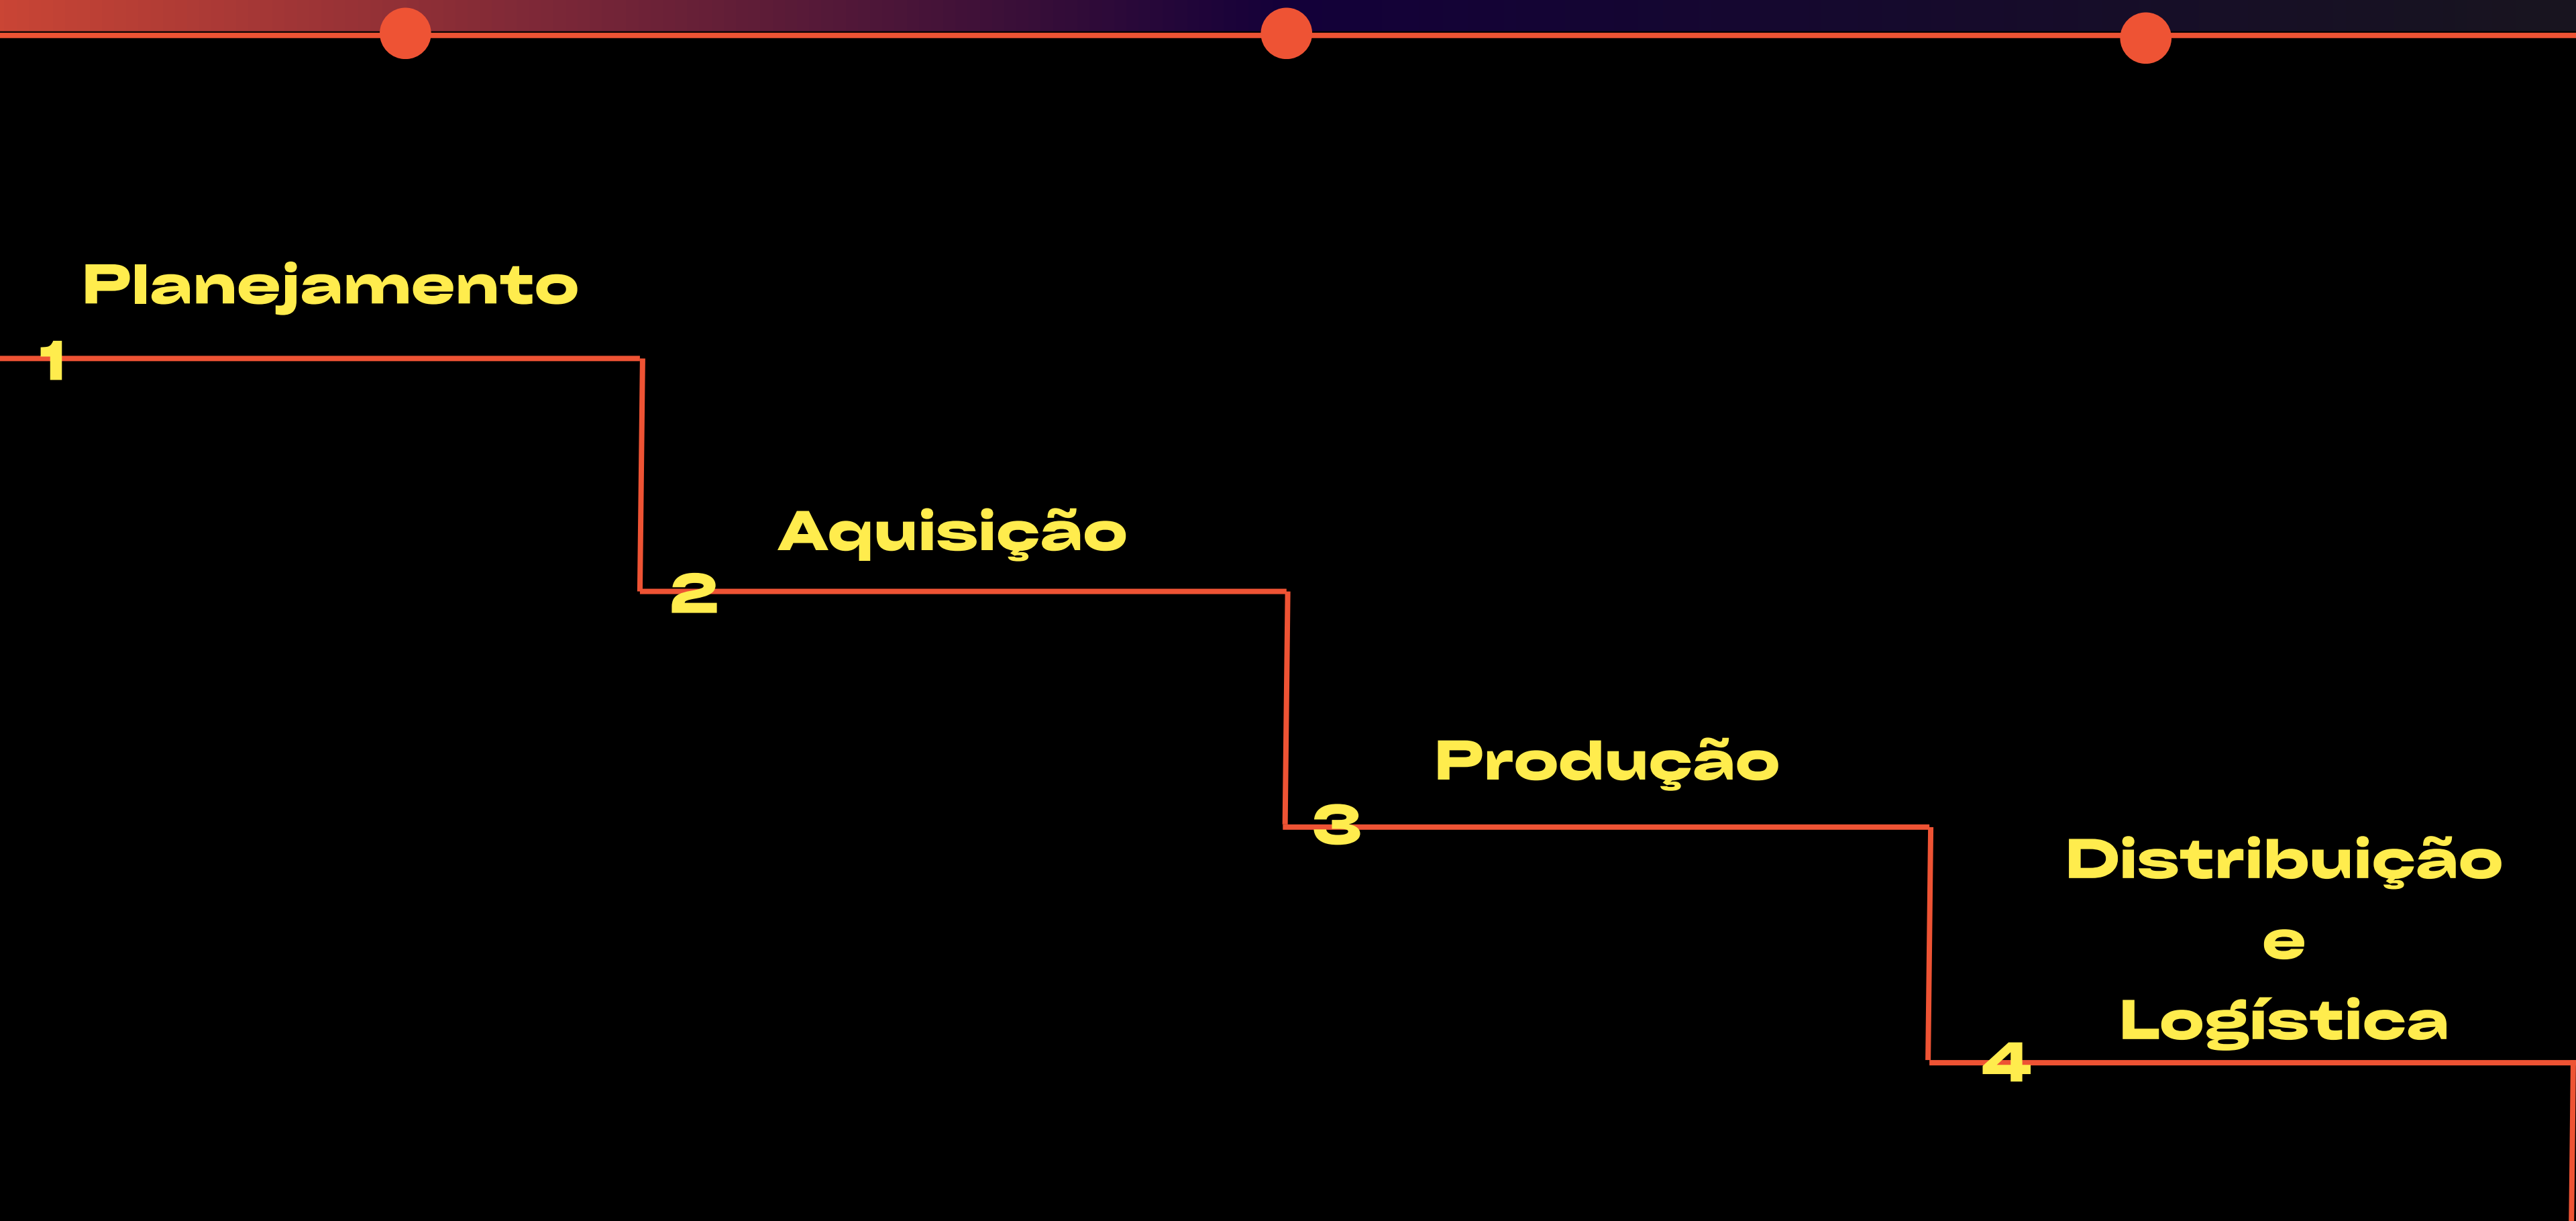 Planejamento
1
Aquisição
2
Produção
3
Distribuição
e
Logística
4